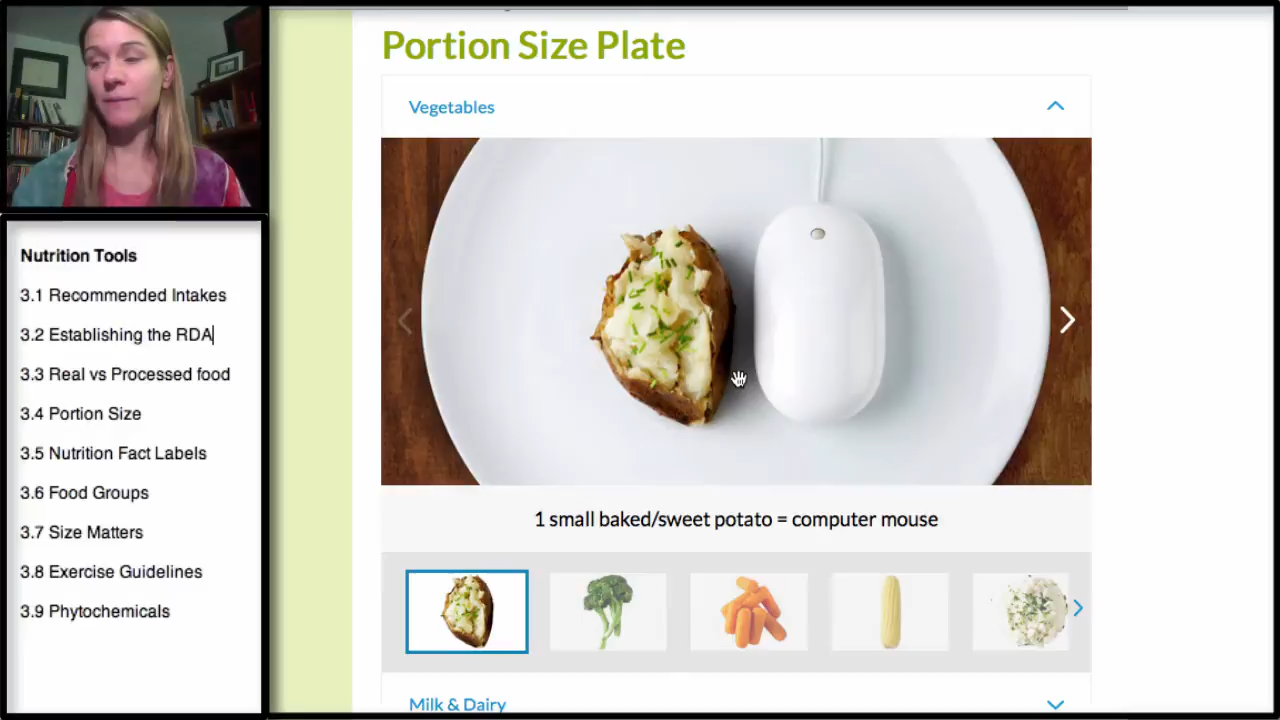 Portion Size Plate
Vegetables
1 small baked/sweet potato = computer mouse
Milk & Dairy
Nutrition Tools
3.1 Recommended Intakes
3.2 Establishing the RDA
3.3 Real vs Processed food
3.4 Portion Size
3.5 Nutrition Fact Labels
3.6 Food Groups
3.7 Size Matters
3.8 Exercise Guidelines
3.9 Phytochemicals